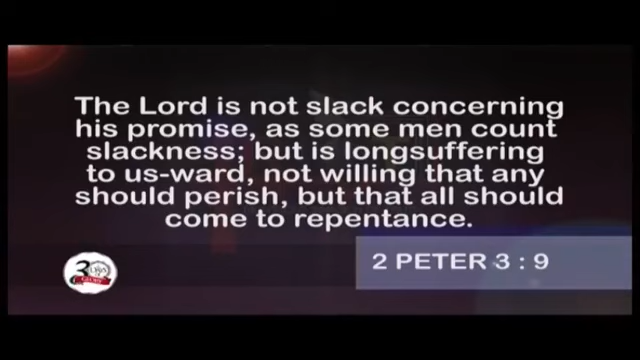 The Lord is not slack concerning
his promise, as some men count
slackness; but is longsuffering
to us-ward, not willing that any
should perish, but that all should
come to repentance.
2 PETER 3 : 9
3